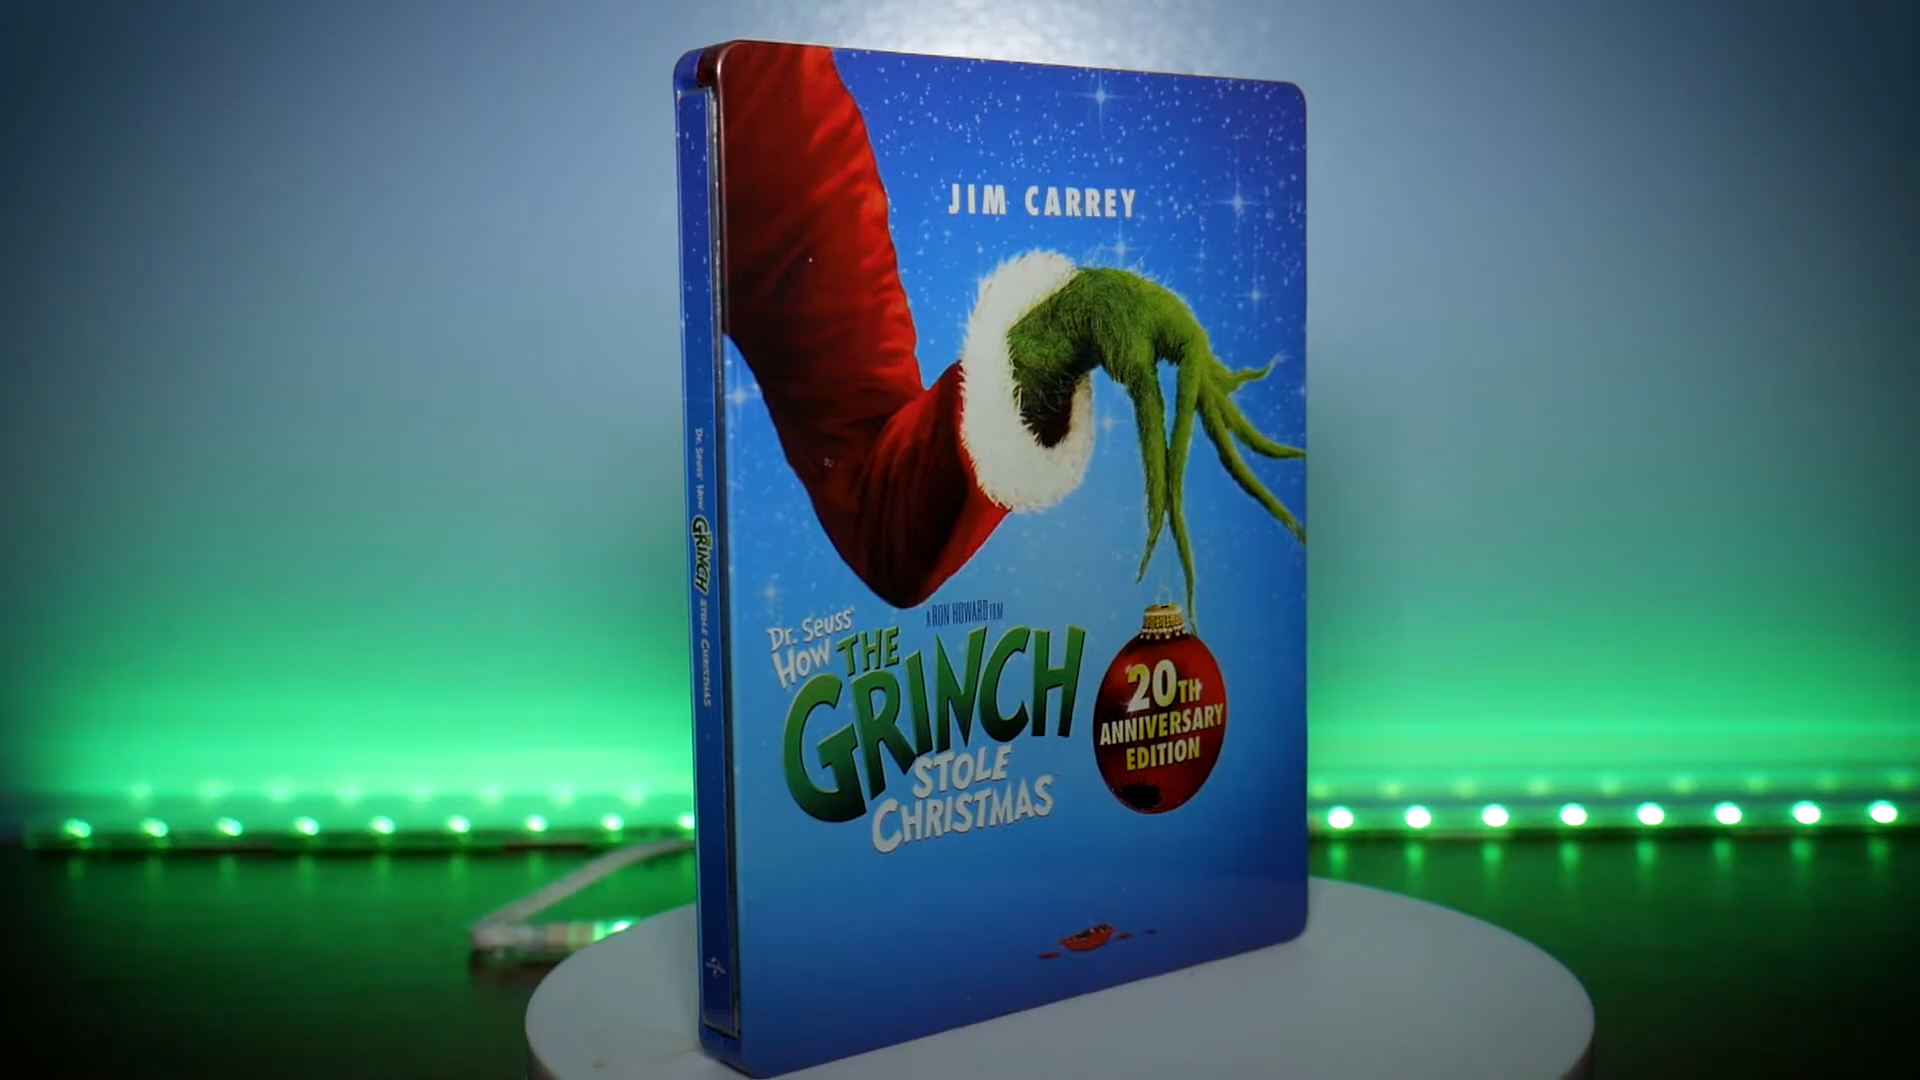 JIM CARREY
A RON HOWARD FILM
Dr. Seuss'
HOW THE
GRINCH
STOLE
CHRISTMAS
20TH
ANNIVERSARY
EDITION
Dr. Seuss' How THE GRINCH STOLE CHRISTMAS